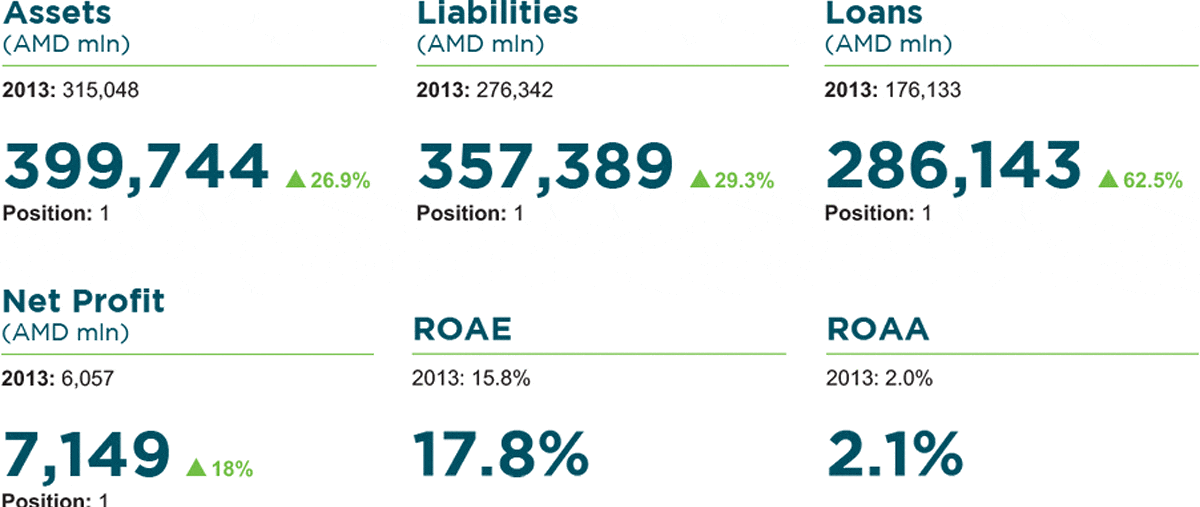 Assets
(AMD mln)
2013: 315,048
399,744 ▲26.9%
Position: 1
Liabilities
(AMD mln)
2013: 276,342
357,389 ▲29.3%
Position: 1
Loans
(AMD mln)
2013: 176,133
286,143 ▲62.5%
Position: 1
Net Profit
(AMD mln)
2013: 6,057
7,149 ▲18%
Position: 1
ROAE
2013: 15.8%
17.8%
ROAA
2013: 2.0%
2.1%